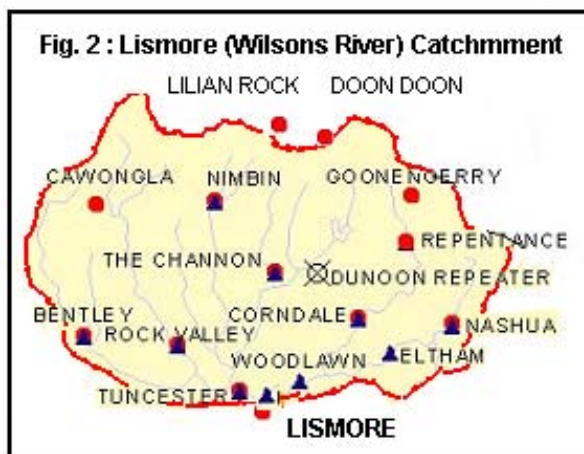 Fig. 2 : Lismore (Wilsons River) Catchmment
LILIAN ROCK DOON DOON
CAWONGLA NIMBIN GOONENGERRY
REPENTANCE
THE CHANNON DUNOON REPEATER
BENTLEY CORNDALE NASHUA
ROCK VALLEY
WOODLAWN ELTHAM
TUNCESTER
LISMORE